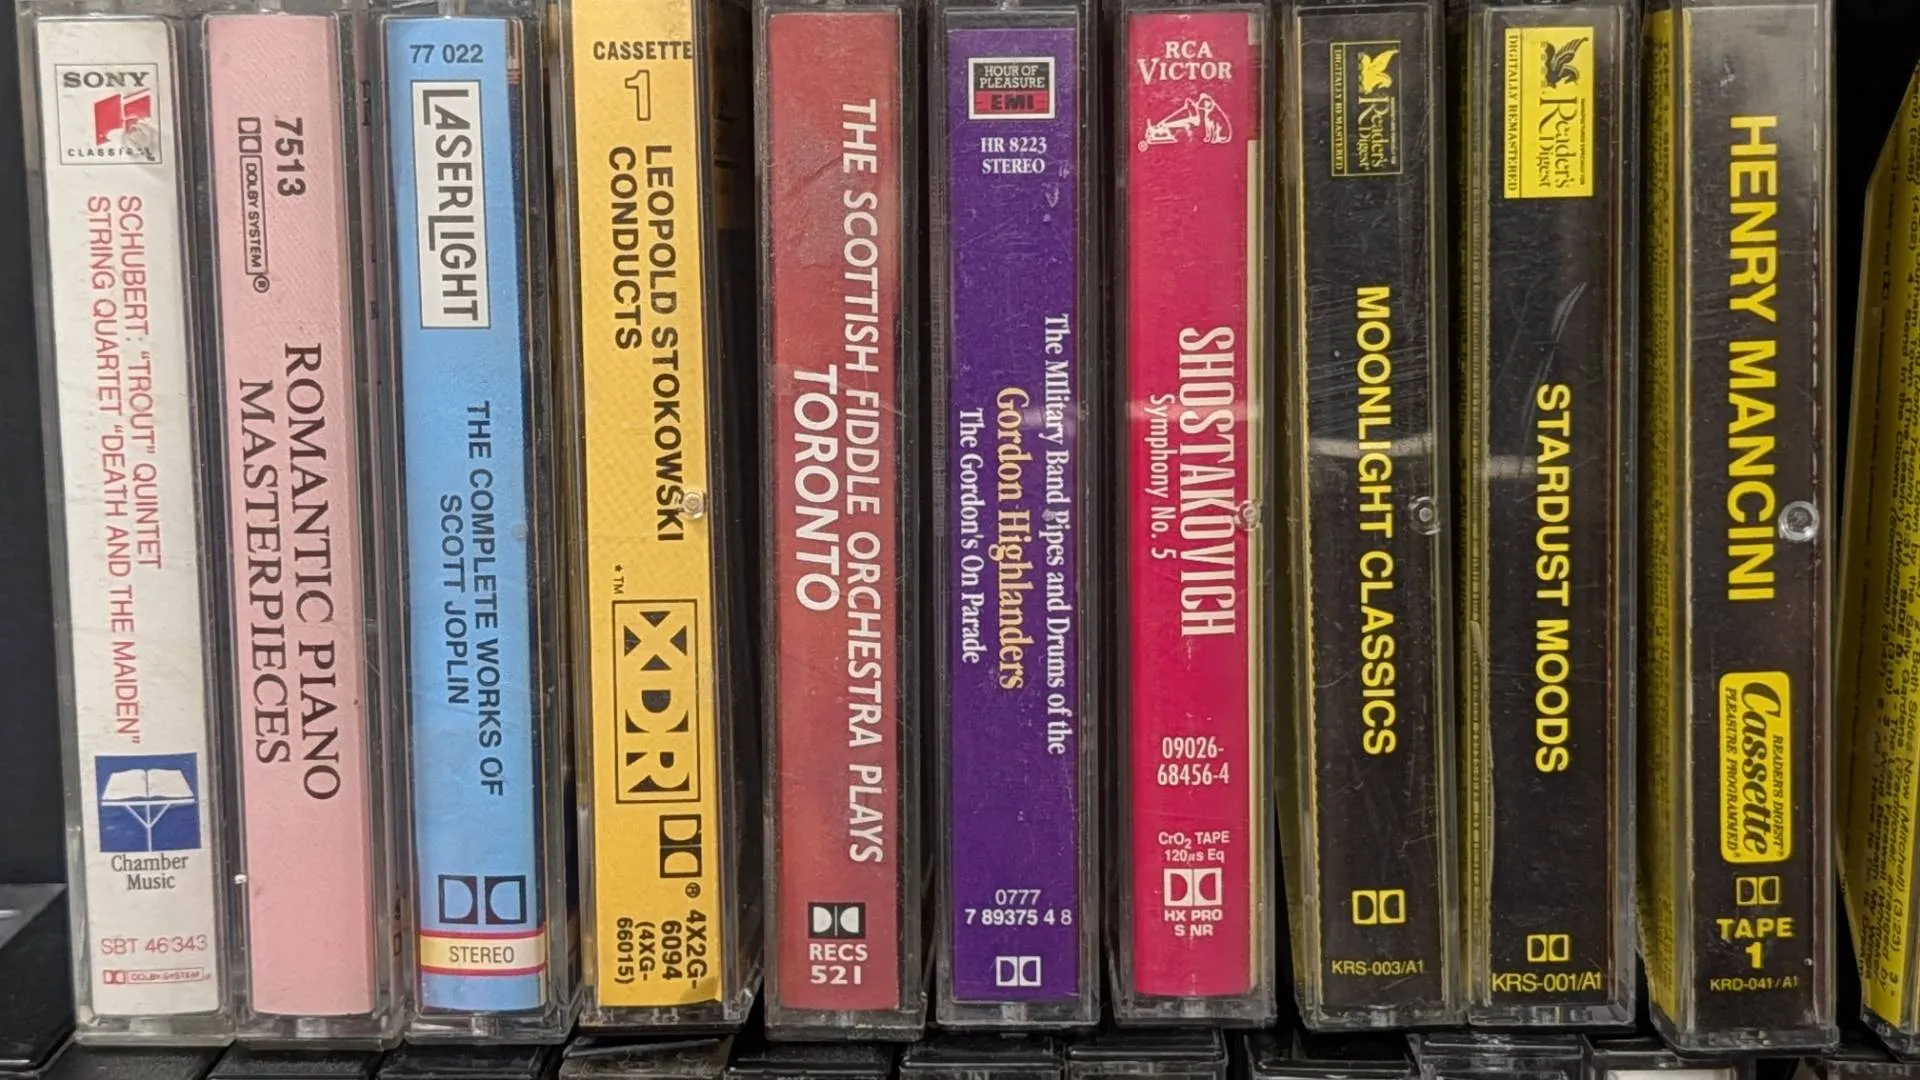 SONY
CLASSICAL
SCHUBERT: "TROUT" QUINTET
STRING QUARTET "DEATH AND THE MAIDEN"
Chamber
Music
SBT 46343
DOLBY SYSTEM
7513
DOLBY SYSTEM®
ROMANTIC PIANO
MASTERPIECES
77 022
LASERLIGHT
THE COMPLETE WORKS OF
SCOTT JOPLIN
STEREO
CASSETTE
1
LEOPOLD STOKOWSKI
CONDUCTS
*TM
XDR
®
4X2G-
6094
(4XG-
66015)
THE SCOTTISH FIDDLE ORCHESTRA PLAYS
TORONTO
RECS
521
HOUR OF
PLEASURE
EMI
HR 8223
STEREO
The MIlitary Band Pipes and Drums of the
Gordon Highlanders
The Gordon's On Parade
0777
7 89375 4 8
RCA
VICTOR
®
SHOSTAKOVICH
Symphony No. 5
09026-
68456-4
CrO2 TAPE
120µs Eq
HX PRO
S NR
Reader's
Digest
DIGITALLY REMASTERED
MOONLIGHT CLASSICS
KRS-003/A1
Reader's
Digest
DIGITALLY REMASTERED
STARDUST MOODS
KRS-001/A1
HENRY MANCINI
READER'S DIGEST
Cassette
PLEASURE PROGRAMMED
TAPE
1
KRD-041/A1